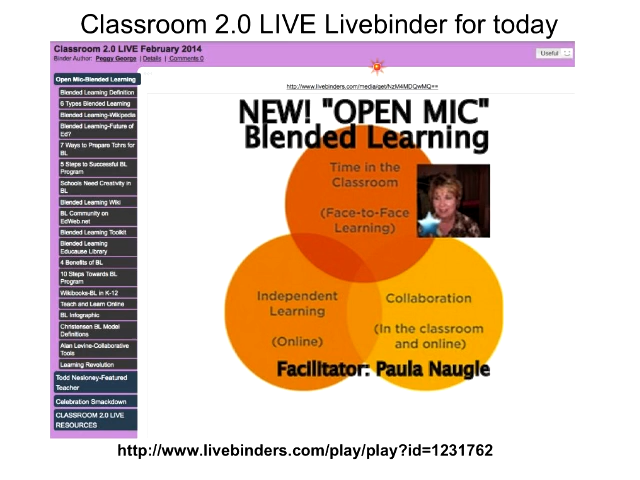 Classroom 2.0 LIVE Livebinder for today
Classroom 2.0 LIVE February 2014
Binder Author: Peggy George | Details | Comments 0
Useful
Open Mic-Blended Learning
Blended Learning Definition
6 Types Blended Learning
Blended Learning-Wikipedia
Blended Learning-Future of
Ed?
7 Ways to Prepare Tchrs for
BL
5 Steps to Successful BL
Program
Schools Need Creativity in
BL
Blended Learning Wiki
BL Community on
EdWeb.net
Blended Learning Toolkit
Blended Learning
Educause Library
4 Benefits of BL
10 Steps Towards BL
Program
Wikibooks-BL in K-12
Teach and Learn Online
BL Infographic
Christensen BL Model
Definitions
Alan Levine-Collaborative
Tools
Learning Revolution
Todd Nesloney-Featured
Teacher
Celebration Smackdown
CLASSROOM 2.0 LIVE
RESOURCES
NEW! "OPEN MIC"
Blended Learning
Time in the
Classroom
(Face-to-Face
Learning)
Independent
Learning
(Online)
Collaboration
(In the classroom
and online)
Facilitator: Paula Naugle
http://www.livebinders.com/play/play?id=1231762